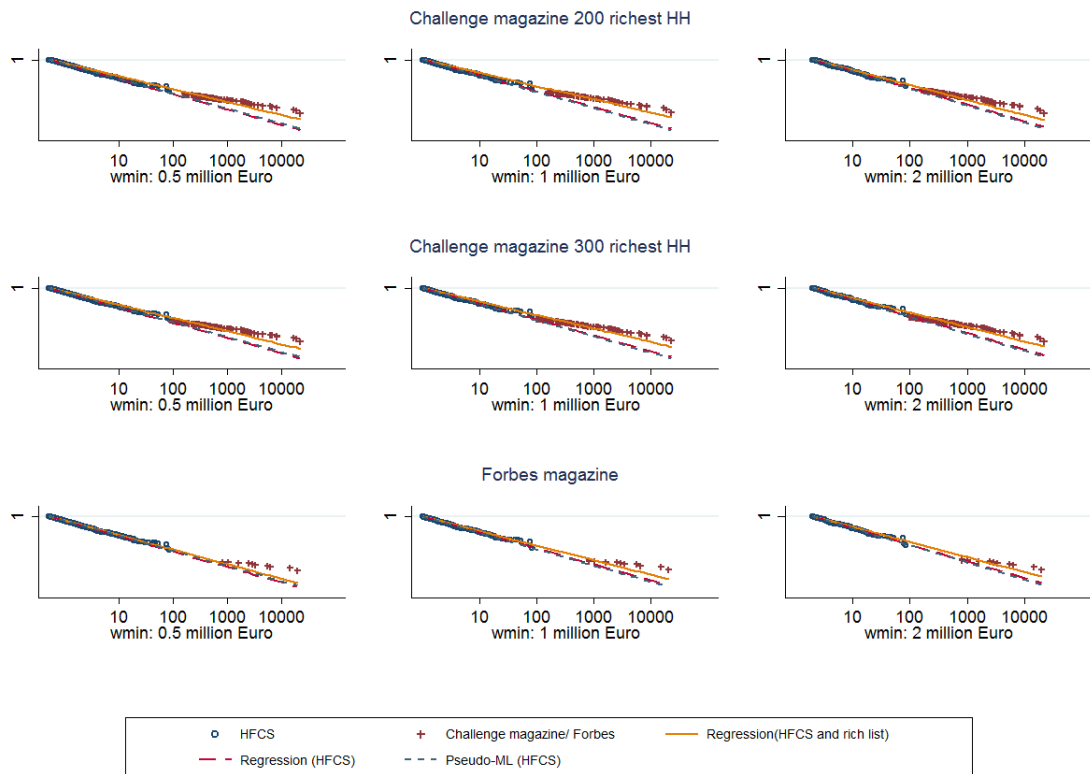 Challenge magazine 200 richest HH
1 1 1
10 100 1000 10000 10 100 1000 10000 10 100 1000 10000
wmin: 0.5 million Euro wmin: 1 million Euro wmin: 2 million Euro
Challenge magazine 300 richest HH
1 1 1
10 100 1000 10000 10 100 1000 10000 10 100 1000 10000
wmin: 0.5 million Euro wmin: 1 million Euro wmin: 2 million Euro
Forbes magazine
1 1 1
10 100 1000 10000 10 100 1000 10000 10 100 1000 10000
wmin: 0.5 million Euro wmin: 1 million Euro wmin: 2 million Euro
HFCS Challenge magazine/ Forbes Regression(HFCS and rich list)
Regression (HFCS) Pseudo-ML (HFCS)